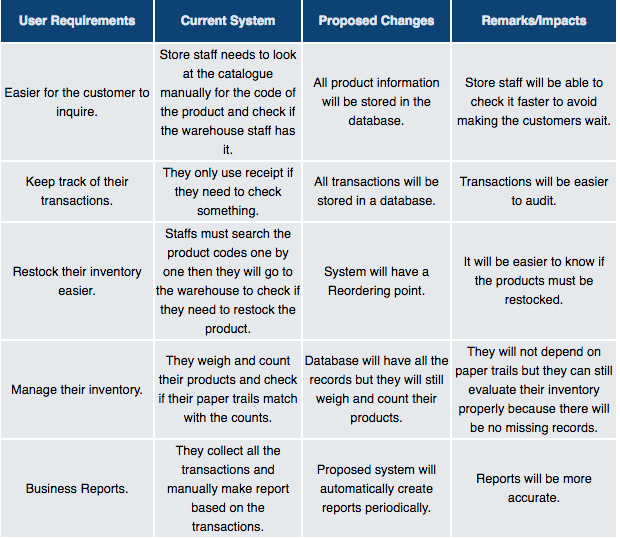 User Requirements
Current System
Proposed Changes
Remarks/Impacts
Easier for the customer to
inquire.
Store staff needs to look
at the catalogue
manually for the code of
the product and check if
the warehouse staff has
it.
All product information
will be stored in the
database.
Store staff will be able to
check it faster to avoid
making the customers wait.
Keep track of their
transactions.
They only use receipt if
they need to check
something.
All transactions will be
stored in a database.
Transactions will be easier
to audit.
Restock their inventory
easier.
Staffs must search the
product codes one by
one then they will go to
the warehouse to check if
they need to restock the
product.
System will have a
Reordering point.
It will be easier to know if
the products must be
restocked.
Manage their inventory.
They weigh and count
their products and check
if their paper trails match
with the counts.
Database will have all the
records but they will still
weigh and count their
products.
They will not depend on
paper trails but they can still
evaluate their inventory
properly because there will
be no missing records.
Business Reports.
They collect all the
transactions and
manually make report
based on the
transactions.
Proposed system will
automatically create
reports periodically.
Reports will be more
accurate.